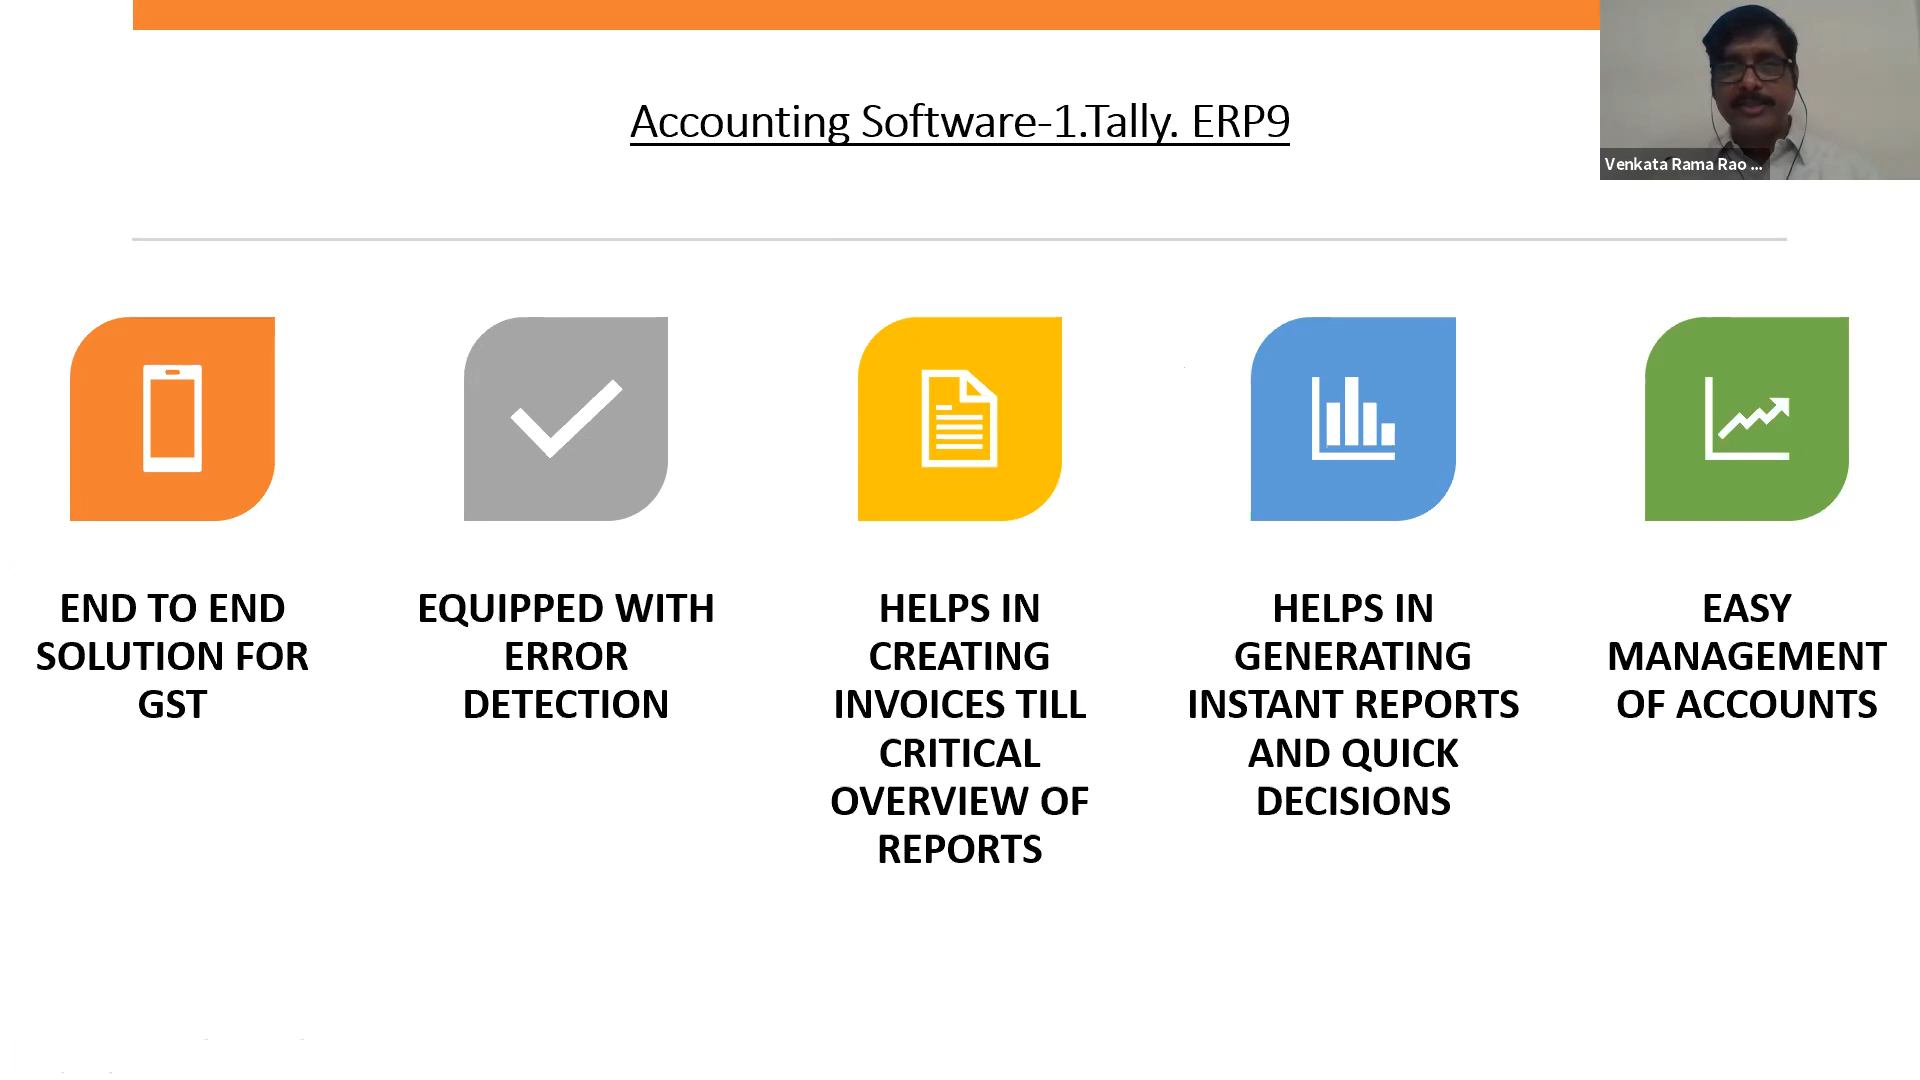 Accounting Software-1.Tally. ERP9
Venkata Rama Rao ...
END TO END
SOLUTION FOR
GST
EQUIPPED WITH
ERROR
DETECTION
HELPS IN
CREATING
INVOICES TILL
CRITICAL
OVERVIEW OF
REPORTS
HELPS IN
GENERATING
INSTANT REPORTS
AND QUICK
DECISIONS
EASY
MANAGEMENT
OF ACCOUNTS